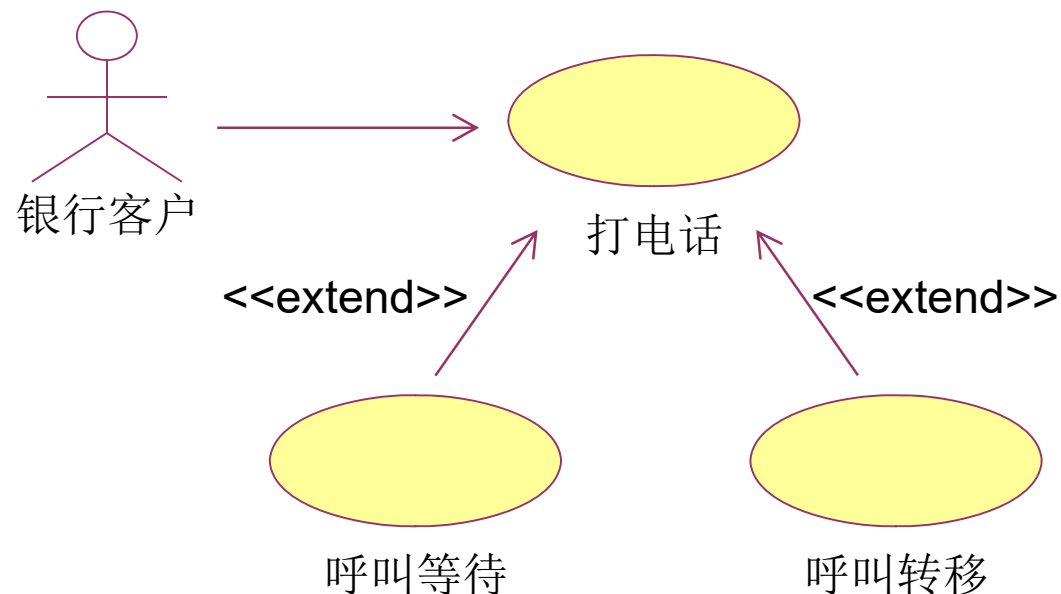 银行客户
打电话
<<extend>>
<<extend>>
呼叫等待
呼叫转移